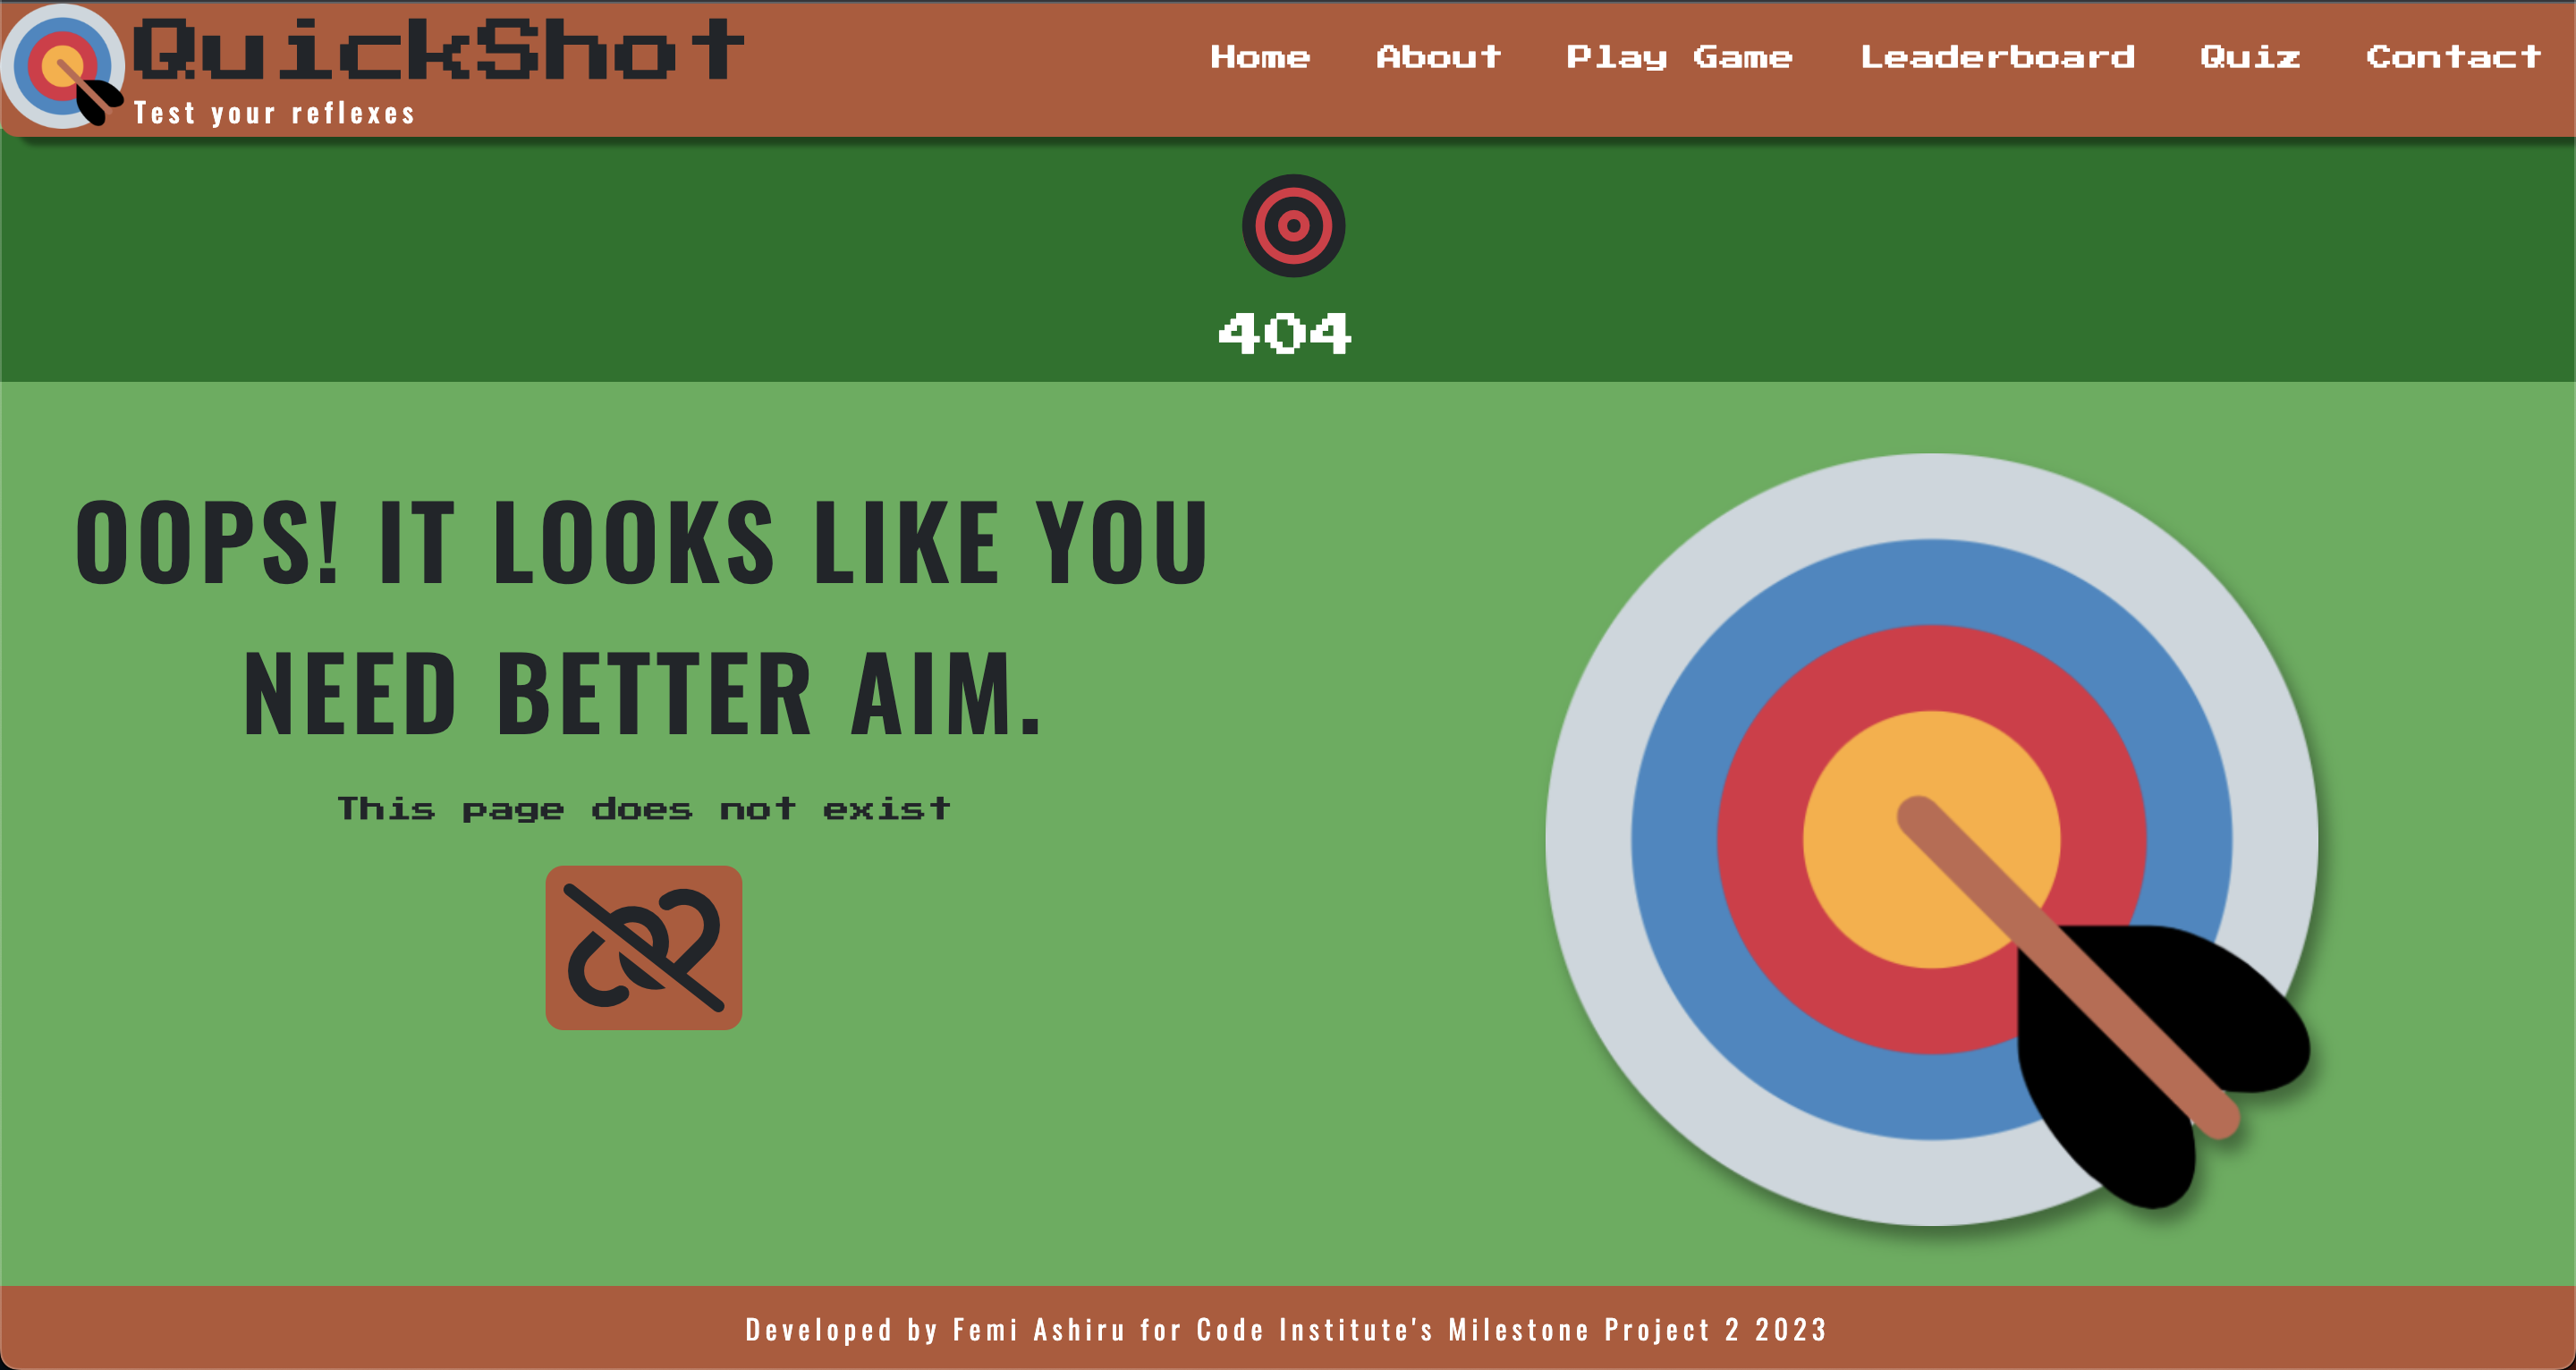 QuickShot
Test your reflexes
Home About Play Game Leaderboard Quiz Contact
404
OOPS! IT LOOKS LIKE YOU
NEED BETTER AIM.
This page does not exist
Developed by Femi Ashiru for Code Institute's Milestone Project 2 2023